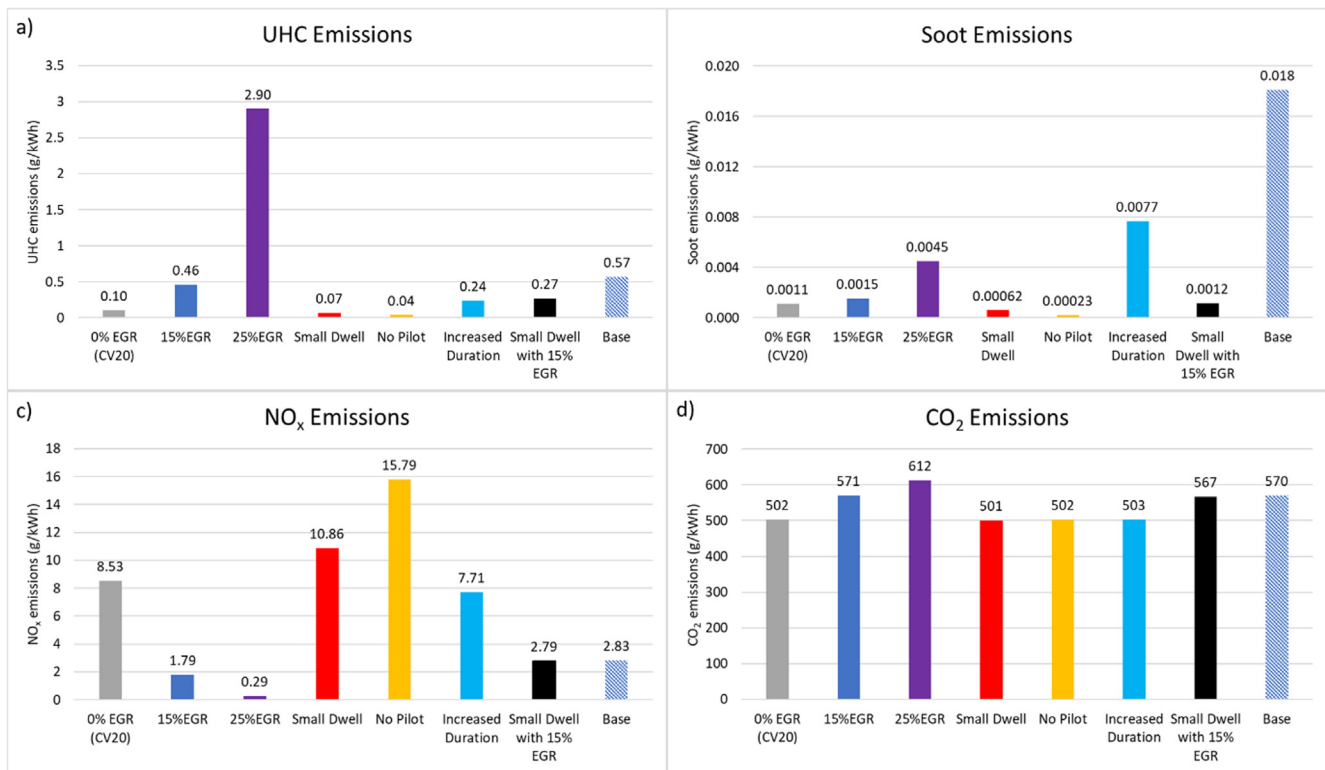 a)
UHC Emissions
UHC emissions (g/kWh)
3.5
3
2.5
2
1.5
1
0.5
0
0.10
0.46
2.90
0.07
0.04
0.24
0.27
0.57
0% EGR
(CV20)
15%EGR
25%EGR
Small Dwell
No Pilot
Increased
Duration
Small Dwell
with 15%
EGR
Base
Soot Emissions
Soot emissions (g/kWh)
0.020
0.016
0.012
0.008
0.004
0.000
0.0011
0.0015
0.0045
0.00062
0.00023
0.0077
0.0012
0.018
0% EGR
(CV20)
15%EGR
25%EGR
Small
Dwell
No Pilot
Increased
Duration
Small
Dwell with
15% EGR
Base
c)
NOx Emissions
NOx emissions (g/kWh)
18
16
14
12
10
8
6
4
2
0
8.53
1.79
0.29
10.86
15.79
7.71
2.79
2.83
0% EGR
(CV20)
15%EGR
25%EGR
Small Dwell
No Pilot
Increased
Duration
Small Dwell
with 15%
EGR
Base
d)
CO2 Emissions
CO2 emissions (g/kWh)
700
600
500
400
300
200
100
0
502
571
612
501
502
503
567
570
0% EGR
(CV20)
15%EGR
25%EGR
Small Dwell
No Pilot
Increased
Duration
Small Dwell
with 15%
EGR
Base